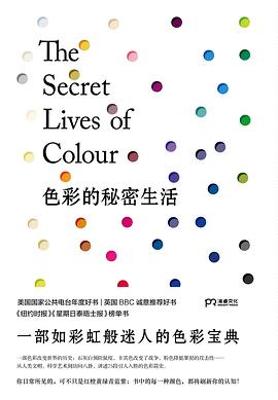 The
Secret
Lives of
Colour
色彩的秘密生活
美国国家公共电台年度好书 | 英国 BBC 诚意推荐好书
《纽约时报》《星期日泰晤士报》榜单书
一部如彩虹般迷人的色彩宝典
你日常所见的，可不只是红橙黄绿青蓝紫；书中的每一种颜色，都将刷新你的认知！